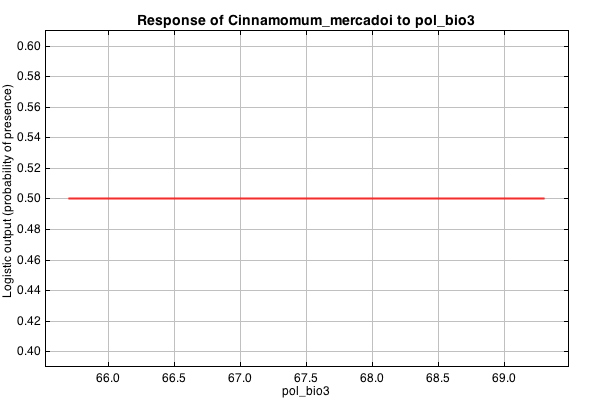 Response of Cinnamomum_mercadoi to pol_bio3
Logistic output (probability of presence)
0.60
0.58
0.56
0.54
0.52
0.50
0.48
0.46
0.44
0.42
0.40
66.0 66.5 67.0 67.5 68.0 68.5 69.0
pol_bio3